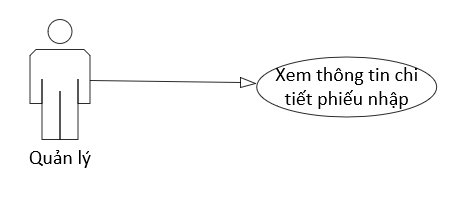 Xem thông tin chi
tiết phiếu nhập
Quản lý